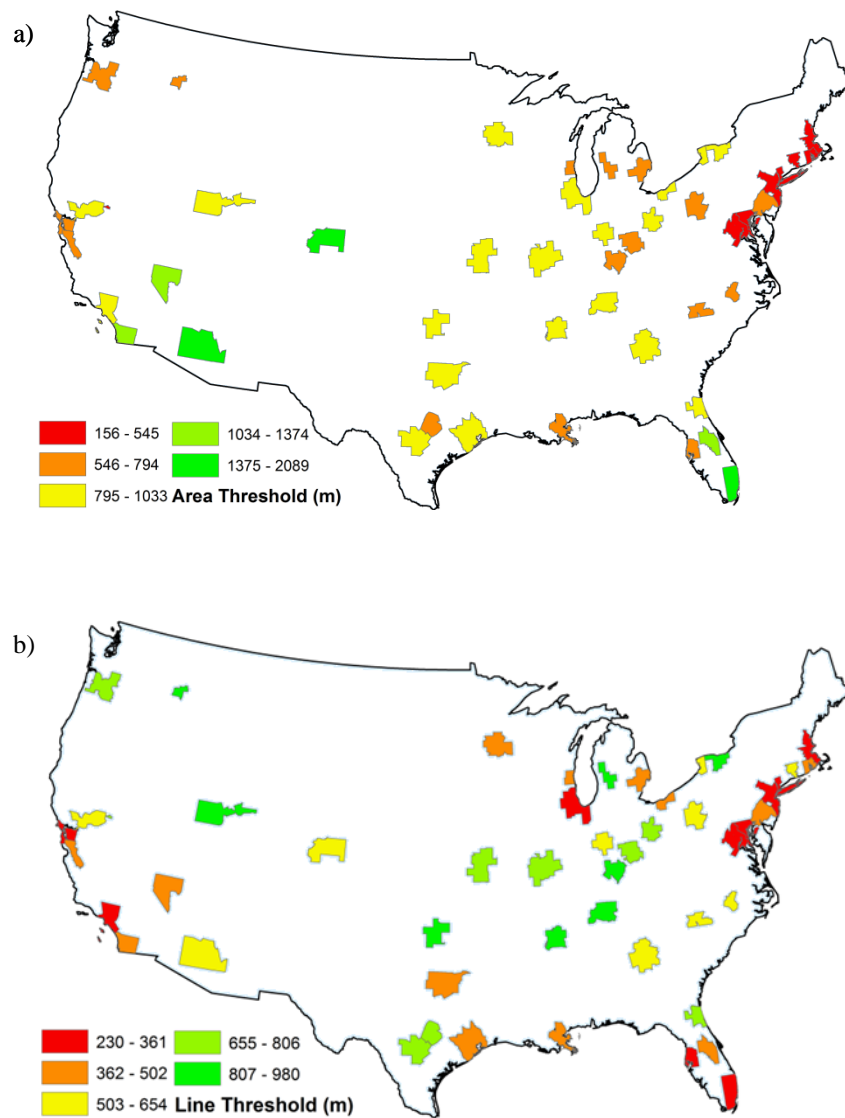 a)
156 - 545 1034 - 1374
546 - 794 1375 - 2089
795 - 1033 Area Threshold (m)
b)
230 - 361 655 - 806
362 - 502 807 - 980
503 - 654 Line Threshold (m)